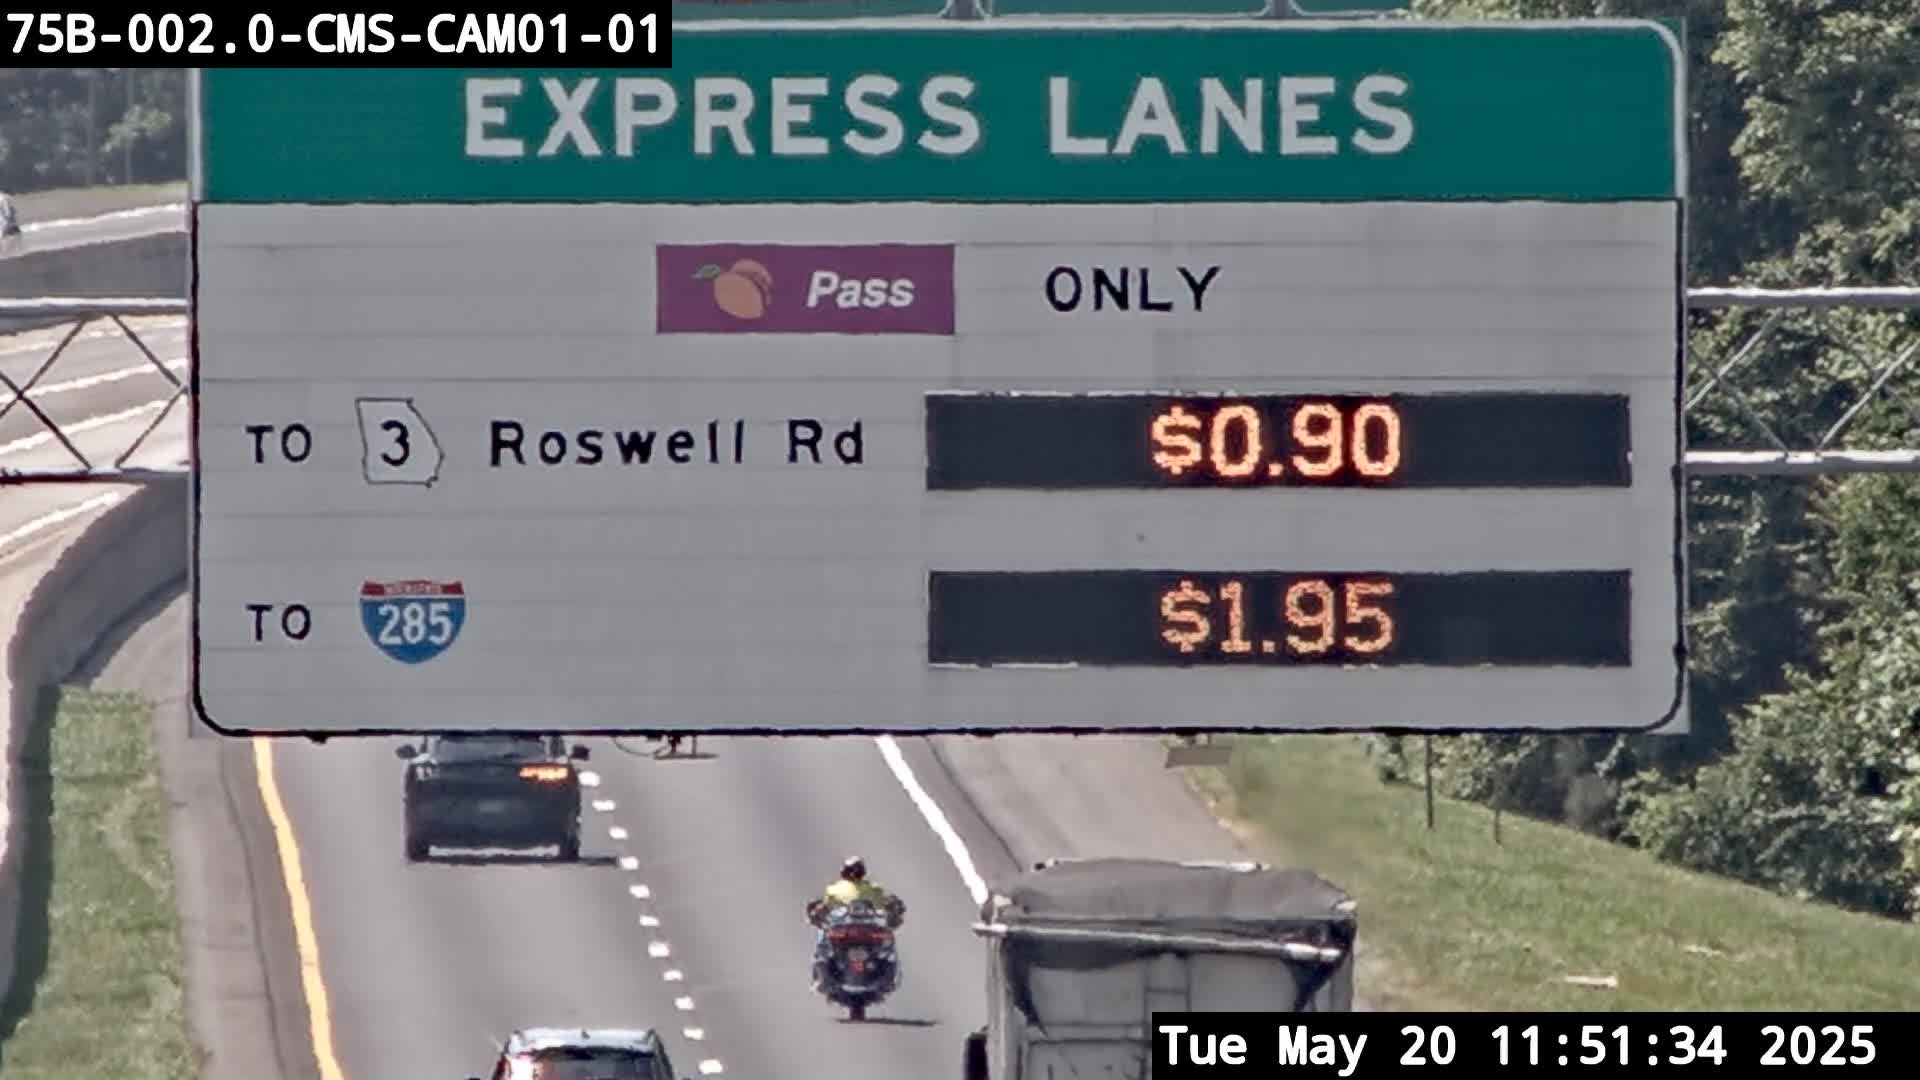 75B-002.0-CMS-CAM01-01
EXPRESS LANES
Pass ONLY
TO 3 Roswell Rd $0.90
TO 285 $1.95
Tue May 20 11:51:34 2025